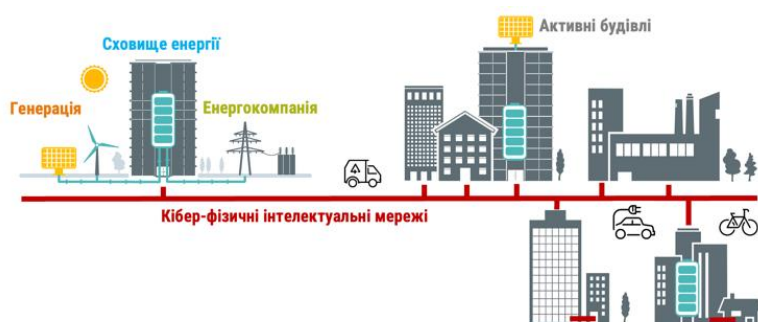 Сховище енергії
Активні будівлі
Генерація
Енергокомпанія
Кібер-фізичні інтелектуальні мережі